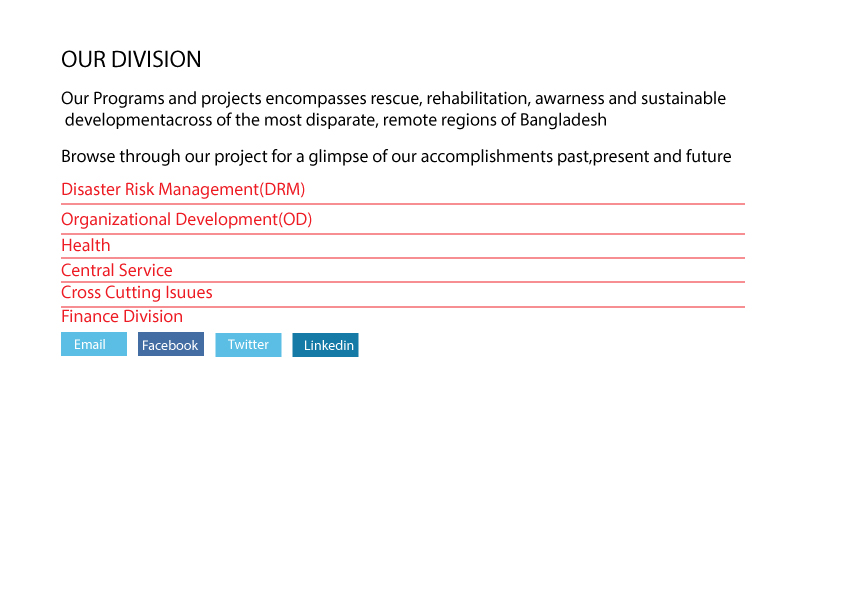 OUR DIVISION
Our Programs and projects encompasses rescue, rehabilitation, awarness and sustainable
developmentacross of the most disparate, remote regions of Bangladesh
Browse through our project for a glimpse of our accomplishments past,present and future
Disaster Risk Management(DRM)
Organizational Development(OD)
Health
Central Service
Cross Cutting Isuues
Finance Division
Email Facebook Twitter Linkedin